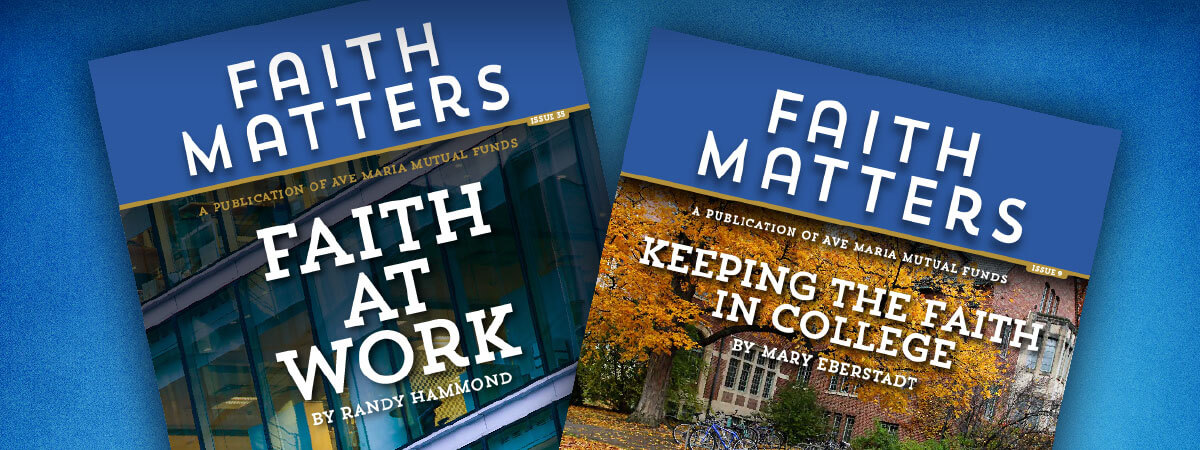 FAITH
MATTERS
ISSUE 35
A PUBLICATION OF AVE MARIA MUTUAL FUNDS
FAITH
AT
WORK
BY RANDY HAMMOND
FAITH
MATTERS
A PUBLICATION OF AVE MARIA MUTUAL FUNDS
ISSUE 9
KEEPING THE FAITH
IN COLLEGE
BY MARY EBERSTADT